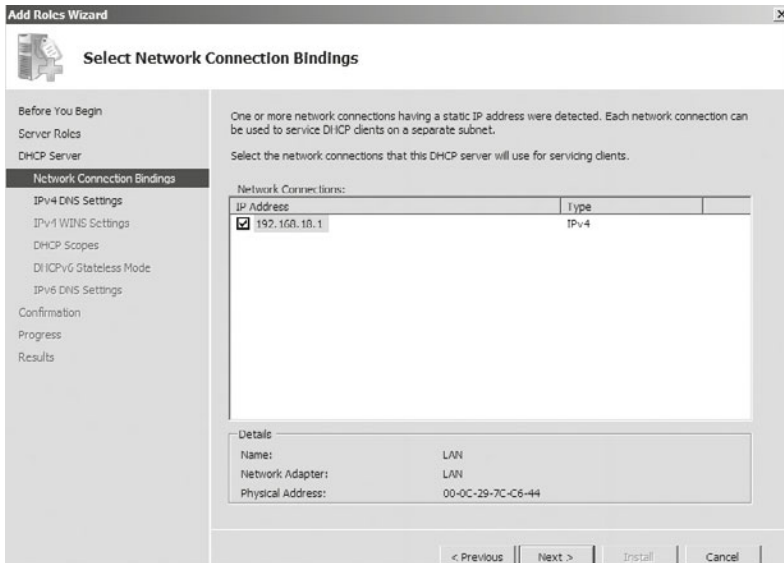 Add Roles Wizard
Select Network Connection Bindings
Before You Begin
Server Roles
DHCP Server
Network Connection Bindings
IPv4 DNS Settings
IPv4 WINS Settings
DHCP Scopes
DHCPv6 Stateless Mode
IPv6 DNS Settings
Confirmation
Progress
Results
One or more network connections having a static IP address were detected. Each network connection can
be used to service DHCP clients on a separate subnet.
Select the network connections that this DHCP server will use for servicing clients.
Network Connections:
IP Address Type
192.168.18.1 IPv4
Details
Name: LAN
Network Adapter: LAN
Physical Address: 00-0C-29-7C-C6-44
< Previous Next > Install Cancel